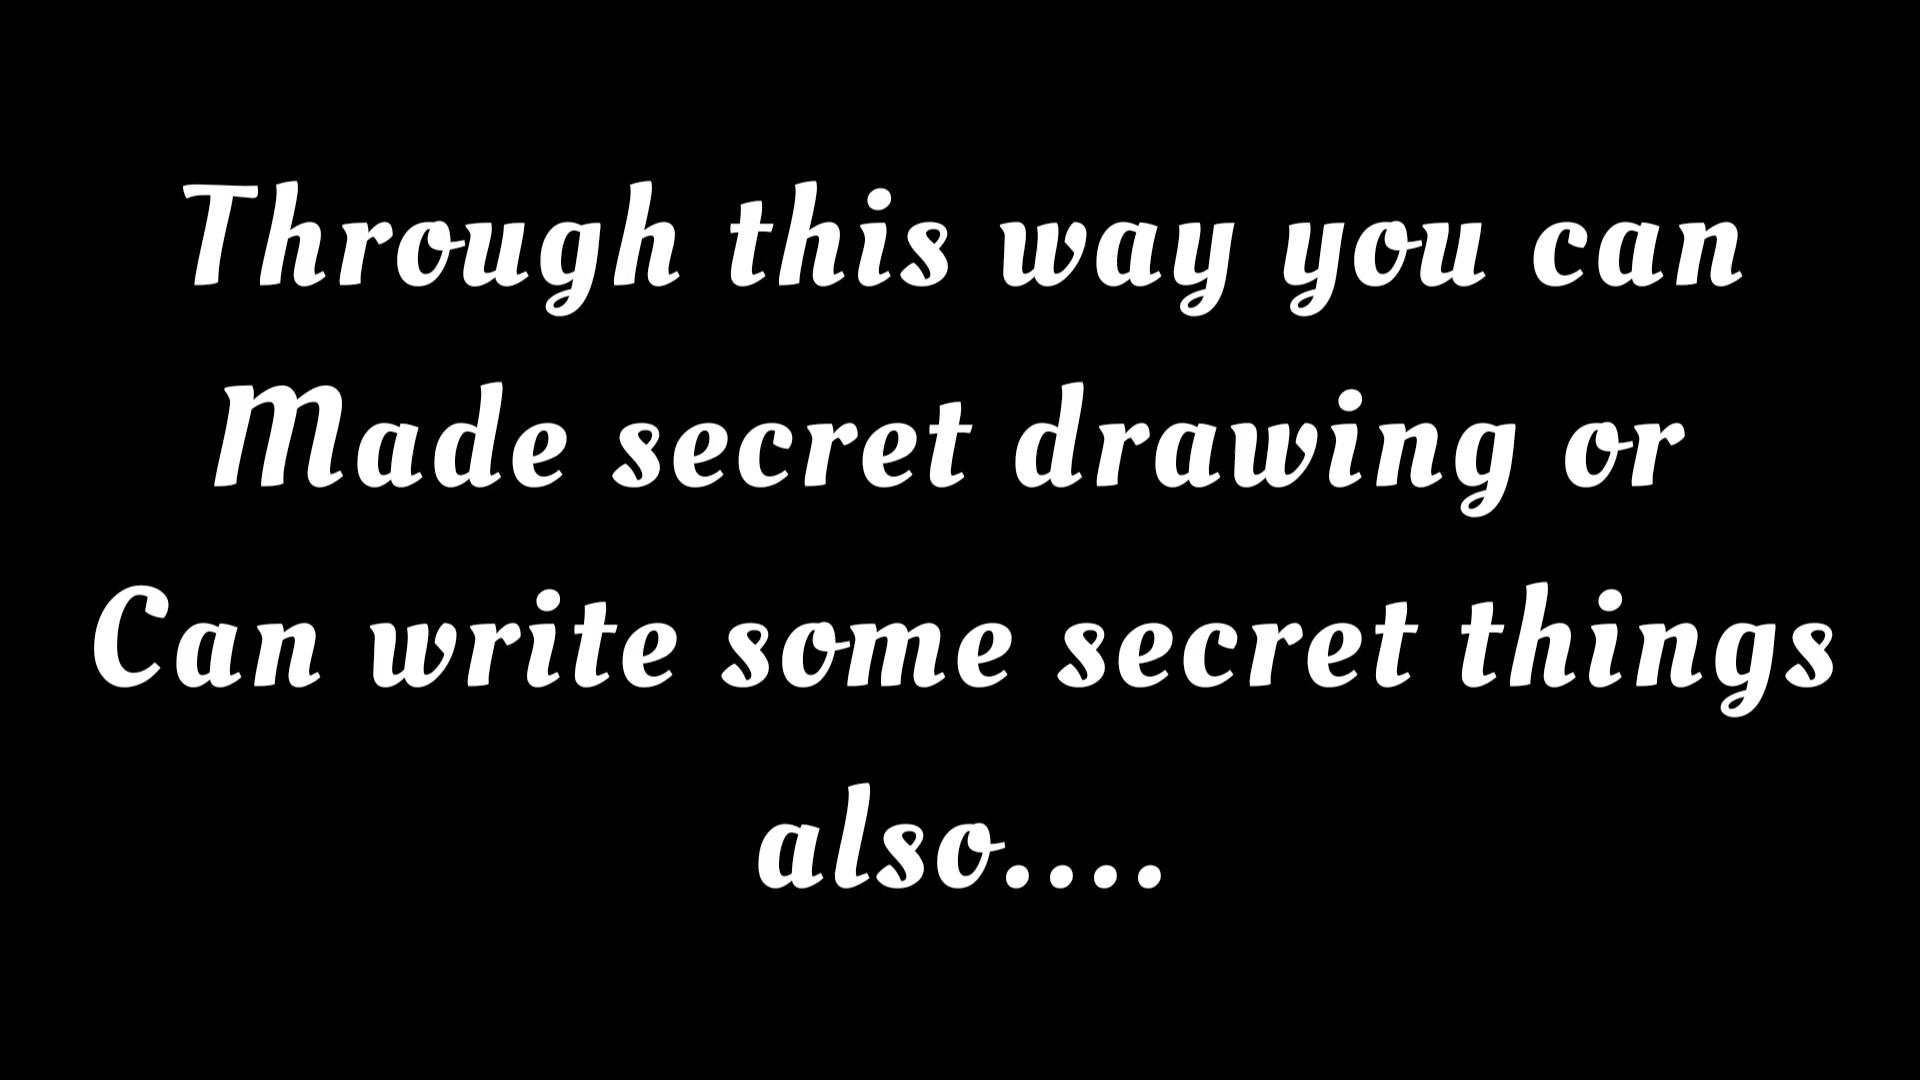 Through this way you can
Made secret drawing or
Can write some secret things
also....